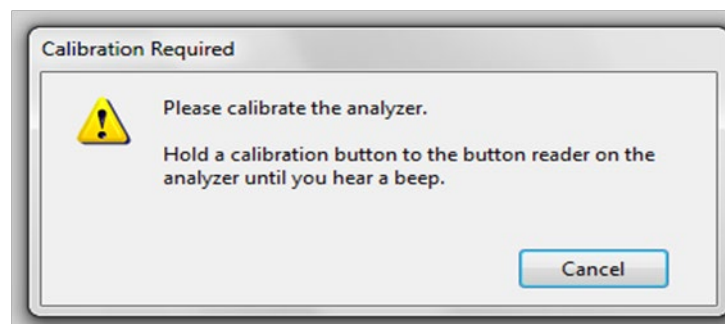 Calibration Required
Please calibrate the analyzer.
Hold a calibration button to the button reader on the
analyzer until you hear a beep.
Cancel